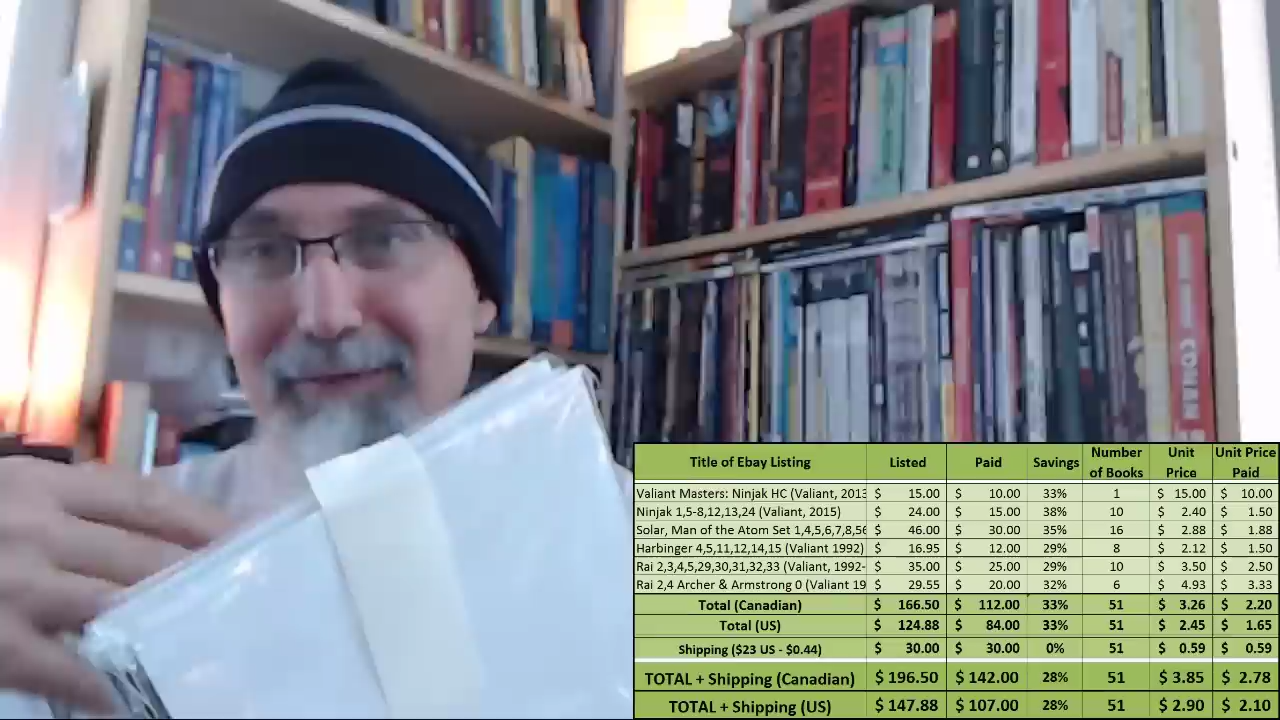 CONAN
Title of Ebay Listing Listed Paid Savings Number of Books Unit Price Unit Price Paid
Valiant Masters: Ninjak HC (Valiant, 2013 $ 15.00 $ 10.00 33% 1 $ 15.00 $ 10.00
Ninjak 1,5-8,12,13,24 (Valiant, 2015) $ 24.00 $ 15.00 38% 10 $ 2.40 $ 1.50
Solar, Man of the Atom Set 1,4,5,6,7,8,56 $ 46.00 $ 30.00 35% 16 $ 2.88 $ 1.88
Harbinger 4,5,11,12,14,15 (Valiant 1992) $ 16.95 $ 12.00 29% 8 $ 2.12 $ 1.50
Rai 2,3,4,5,29,30,31,32,33 (Valiant, 1992- $ 35.00 $ 25.00 29% 10 $ 3.50 $ 2.50
Rai 2,4 Archer & Armstrong 0 (Valiant 19 $ 29.55 $ 20.00 32% 6 $ 4.93 $ 3.33
Total (Canadian) $ 166.50 $ 112.00 33% 51 $ 3.26 $ 2.20
Total (US) $ 124.88 $ 84.00 33% 51 $ 2.45 $ 1.65
Shipping ($23 US - $0.44) $ 30.00 $ 30.00 0% 51 $ 0.59 $ 0.59
TOTAL + Shipping (Canadian) $ 196.50 $ 142.00 28% 51 $ 3.85 $ 2.78
TOTAL + Shipping (US) $ 147.88 $ 107.00 28% 51 $ 2.90 $ 2.10